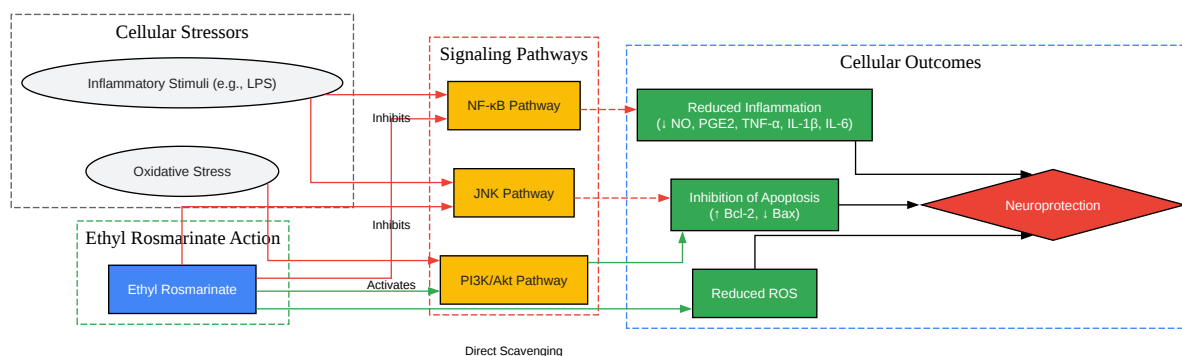 Cellular Stressors
Inflammatory Stimuli (e.g., LPS)
Oxidative Stress
Ethyl Rosmarinate Action
Ethyl Rosmarinate
Inhibits
Inhibits
Activates
Direct Scavenging
Signaling Pathways
NF-κB Pathway
JNK Pathway
PI3K/Akt Pathway
Cellular Outcomes
Reduced Inflammation
(↓ NO, PGE2, TNF-α, IL-1β, IL-6)
Inhibition of Apoptosis
(↑ Bcl-2, ↓ Bax)
Reduced ROS
Neuroprotection